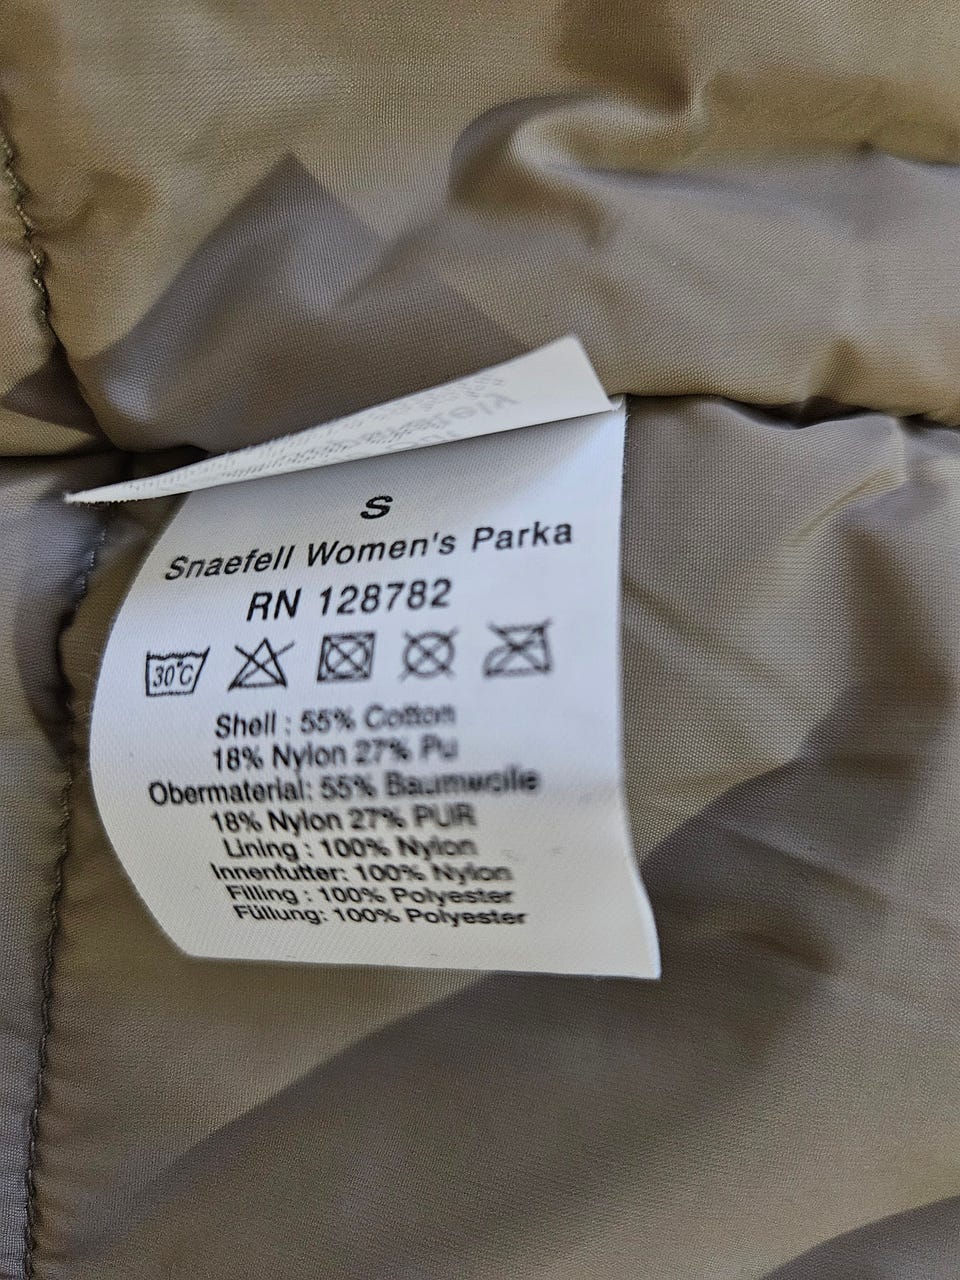 S
Snaefell Women's Parka
RN 128782
30°C
Shell : 55% Cotton
18% Nylon 27% Pu
Obermaterial: 55% Baumwolle
18% Nylon 27% PUR
Lining : 100% Nylon
Innenfutter: 100% Nylon
Filling : 100% Polyester
Füllung: 100% Polyester